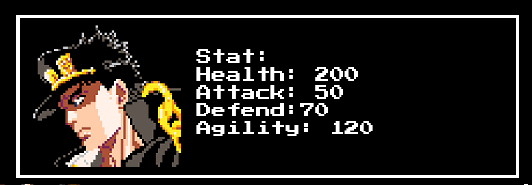 Stat:
Health: 200
Attack: 50
Defend:70
Agility: 120